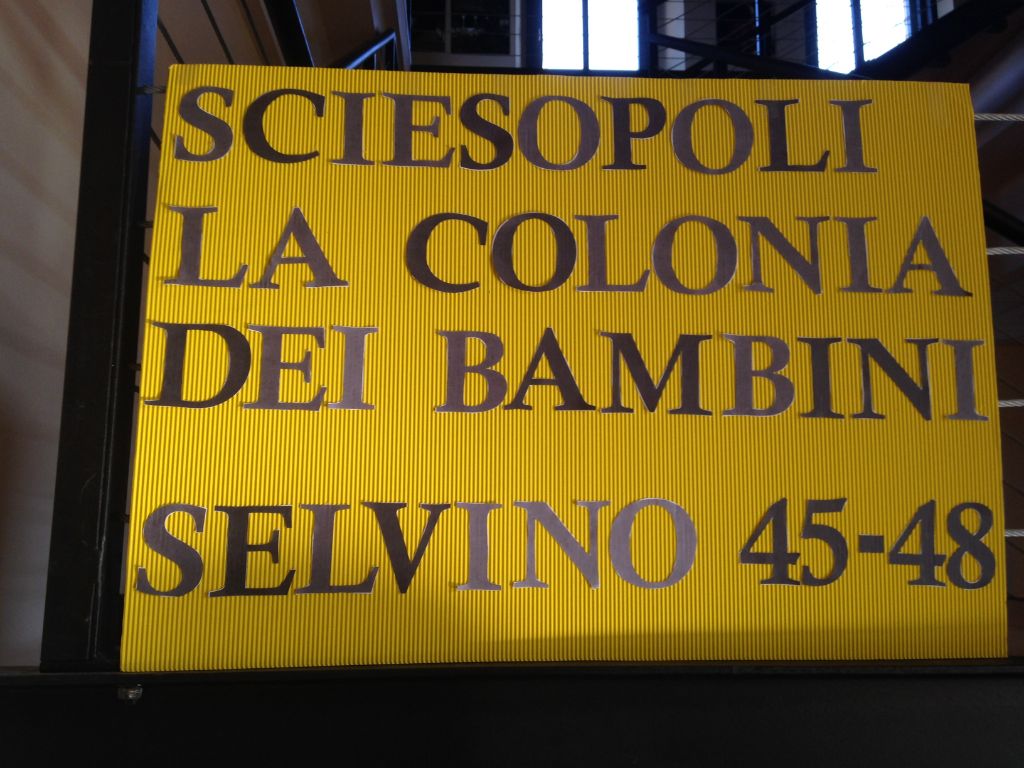 SCIESOPOLI
LA COLONIA
DEI BAMBINI
SELVINO 45-48